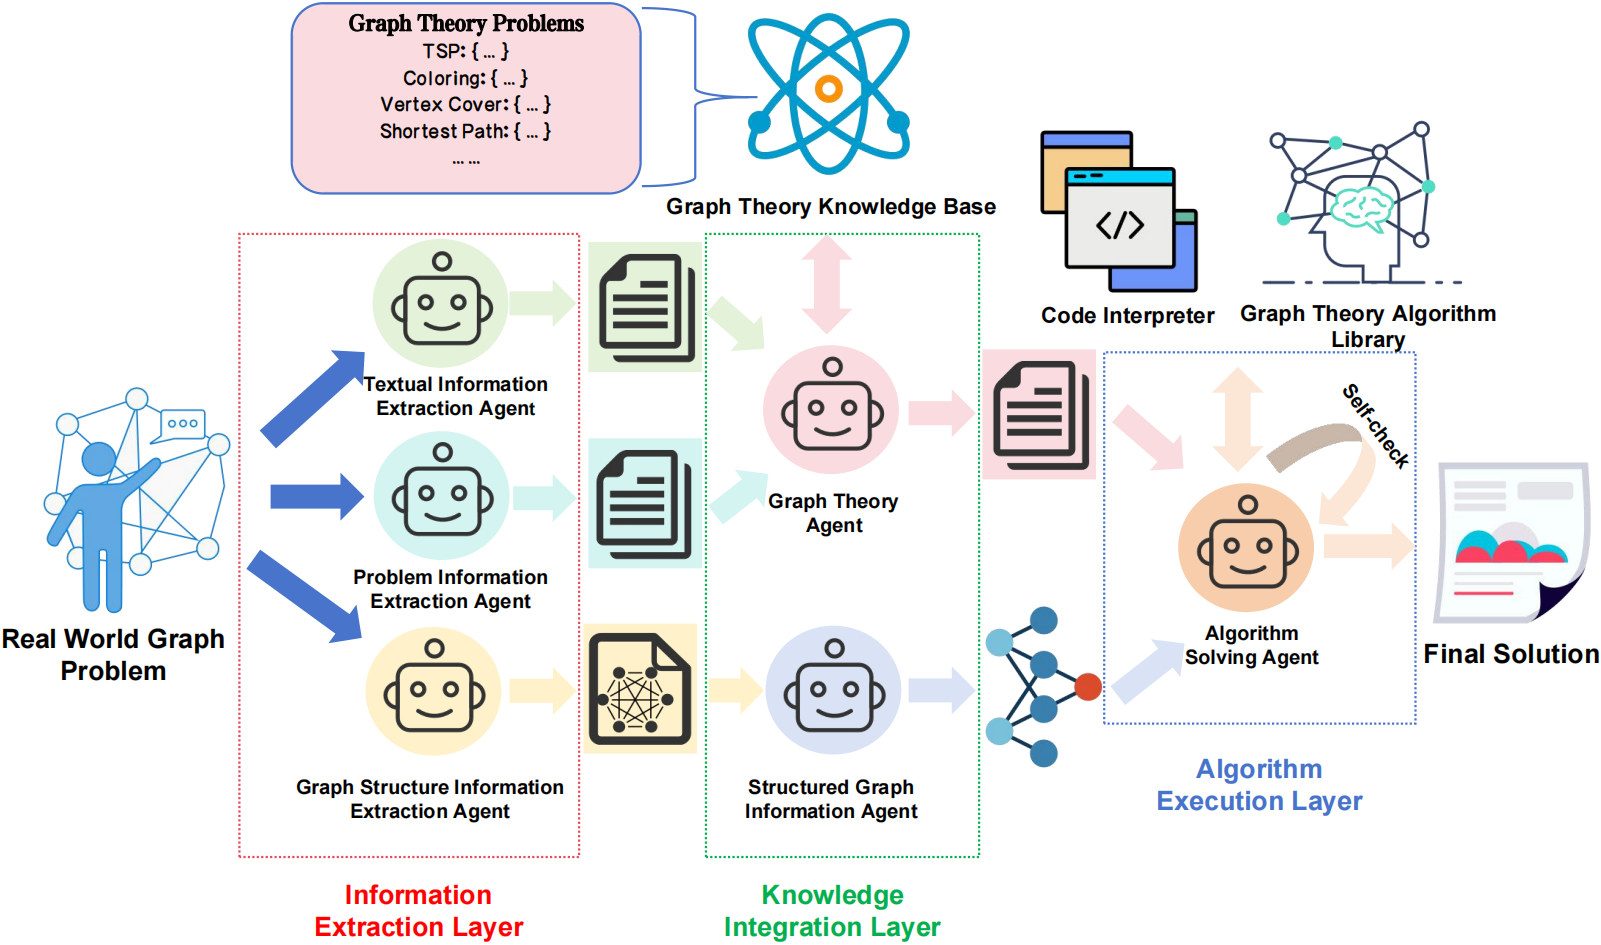 Graph Theory Problems
TSP: { ... }
Coloring: { ... }
Vertex Cover: { ... }
Shortest Path: { ... }
... ...
Graph Theory Knowledge Base
</>
Code Interpreter
Graph Theory Algorithm
Library
Textual Information
Extraction Agent
Problem Information
Extraction Agent
Graph Structure Information
Extraction Agent
Real World Graph
Problem
Graph Theory
Agent
Structured Graph
Information Agent
Self-check
Algorithm
Solving Agent
Final Solution
Information
Extraction Layer
Knowledge
Integration Layer
Algorithm
Execution Layer